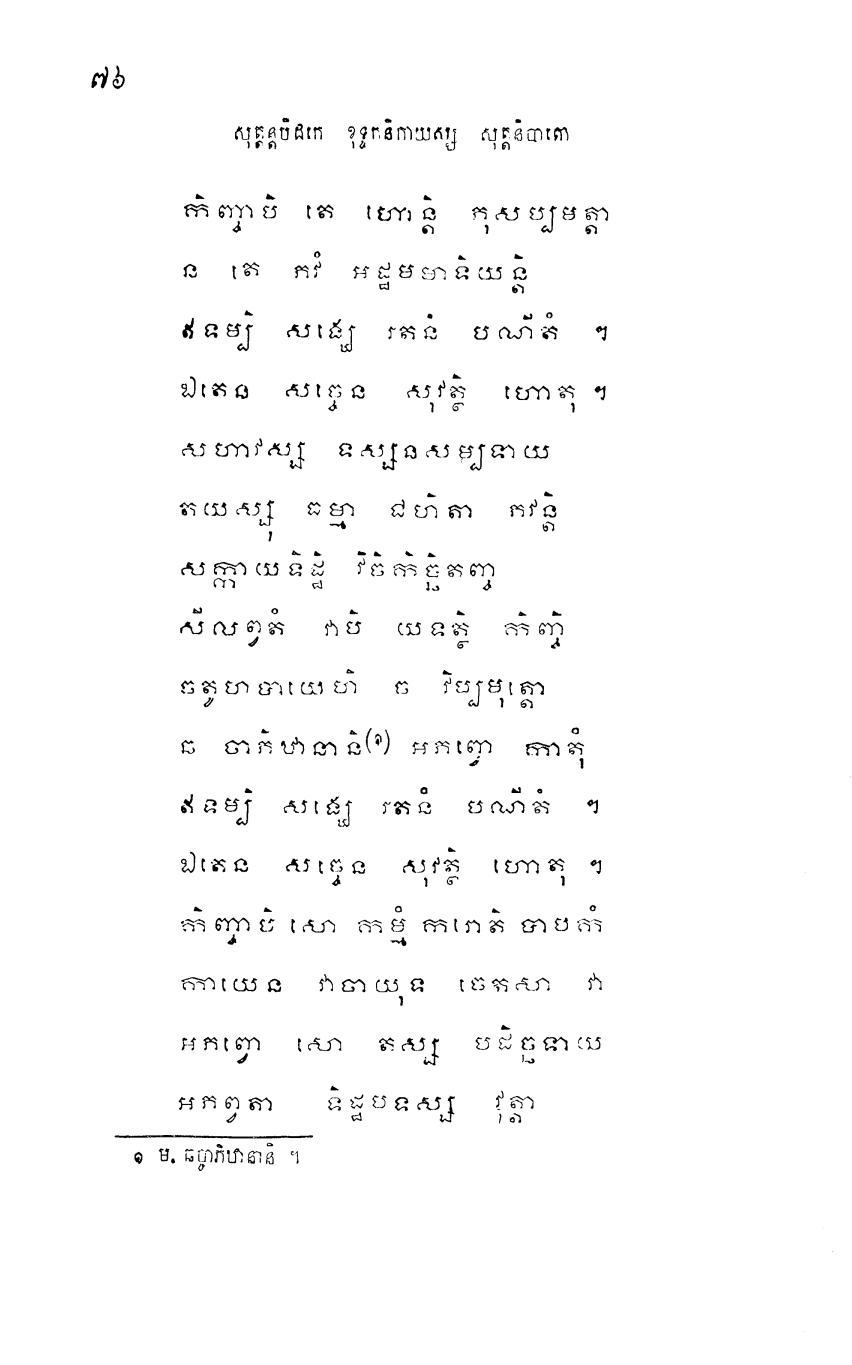 ៧៦
សុត្តន្តបិដកេ ខុទ្ទកនិកាយស្ស សុត្តនិបាតោ
កិញ្ចាបិ តេ ហោន្តិ ភុសប្បមត្តា
ន តេ ភវំ អដ្ឋមមាទិយន្តិ
ឥទម្បិ សង្ឃេ រតនំ បណីតំ ។
ឯតេន សច្ចេន សុវត្ថិ ហោតុ ។
សហាវស្ស ទស្សនសម្បទាយ
តយស្សុ ធម្មា ជហិតា ភវន្តិ
សក្កាយទិដ្ឋិ វិចិកិច្ឆិតញ្ច
សីលព្វតំ វាបិ យទត្ថិ កិញ្ចិ
ចតូហបាយេហិ ច វិប្បមុត្តោ
ឆ ចាភិឋានានិ(១) អភព្វោ កាតុំ
ឥទម្បិ សង្ឃេ រតនំ បណីតំ ។
ឯតេន សច្ចេន សុវត្ថិ ហោតុ ។
កិញ្ចាបិ សោ កម្មំ ករោតិ បាបកំ
កាយេន វាចាយុទ ចេតសា វា
អភព្វោ សោ តស្ស បដិច្ឆទាយ
អភព្វតា ទិដ្ឋបទស្ស វុត្តា
១ ម. ឆច្ចាភិឋានានិ ។